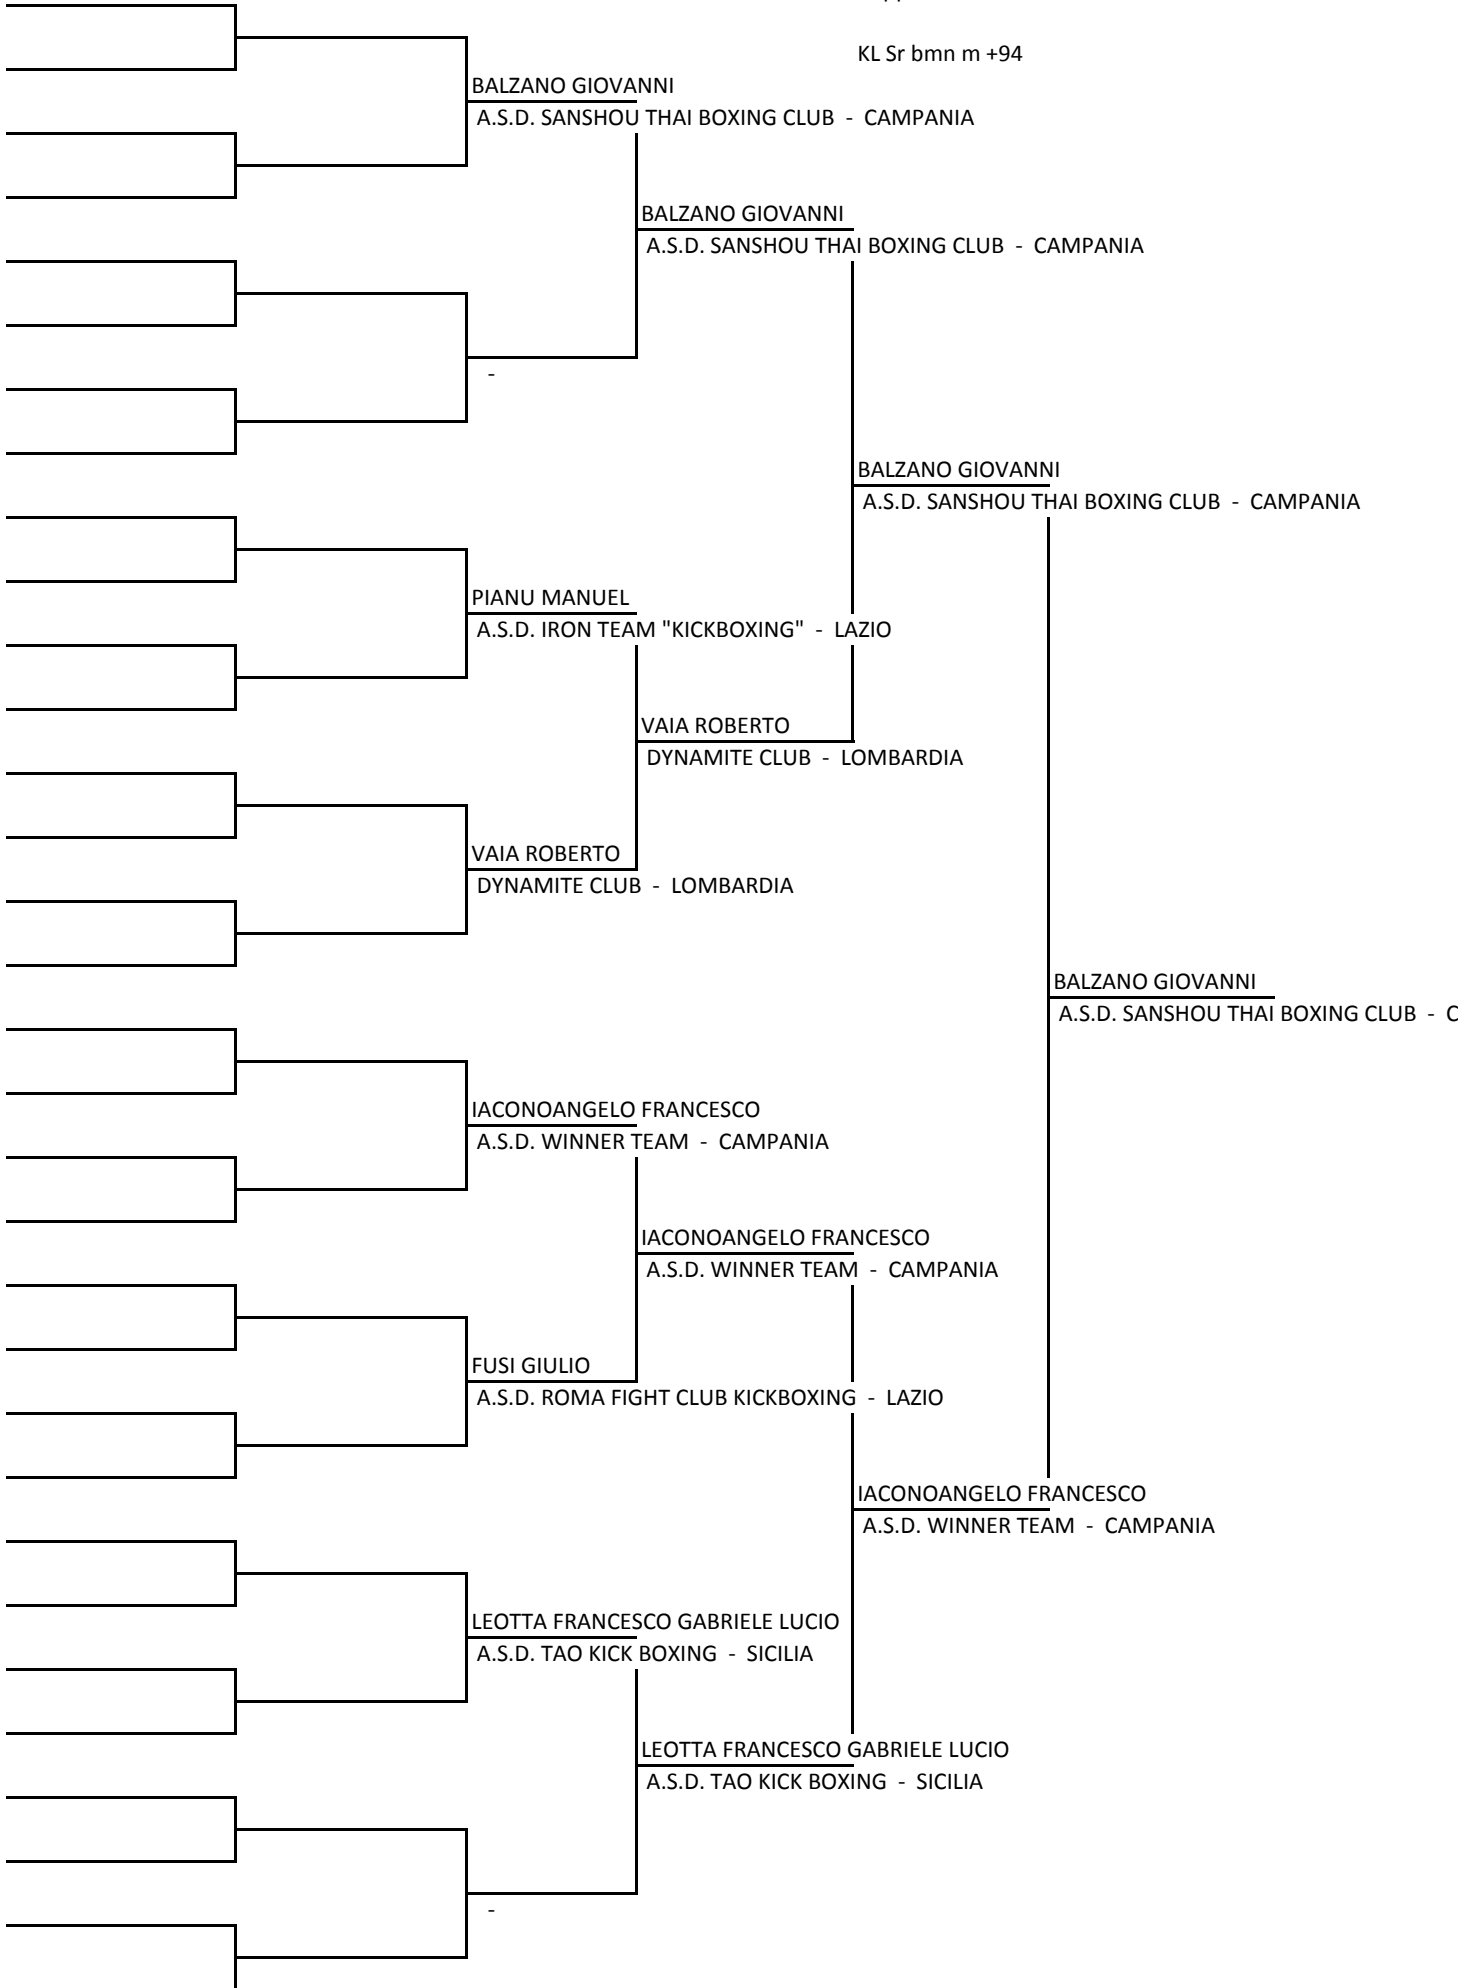 KL Sr bmn m +94
BALZANO GIOVANNI
A.S.D. SANSHOU THAI BOXING CLUB - CAMPANIA
BALZANO GIOVANNI
A.S.D. SANSHOU THAI BOXING CLUB - CAMPANIA
-
BALZANO GIOVANNI
A.S.D. SANSHOU THAI BOXING CLUB - CAMPANIA
PIANU MANUEL
A.S.D. IRON TEAM "KICKBOXING" - LAZIO
VAIA ROBERTO
DYNAMITE CLUB - LOMBARDIA
VAIA ROBERTO
DYNAMITE CLUB - LOMBARDIA
BALZANO GIOVANNI
A.S.D. SANSHOU THAI BOXING CLUB - C
IACONOANGELO FRANCESCO
A.S.D. WINNER TEAM - CAMPANIA
IACONOANGELO FRANCESCO
A.S.D. WINNER TEAM - CAMPANIA
FUSI GIULIO
A.S.D. ROMA FIGHT CLUB KICKBOXING - LAZIO
IACONOANGELO FRANCESCO
A.S.D. WINNER TEAM - CAMPANIA
LEOTTA FRANCESCO GABRIELE LUCIO
A.S.D. TAO KICK BOXING - SICILIA
LEOTTA FRANCESCO GABRIELE LUCIO
A.S.D. TAO KICK BOXING - SICILIA
-